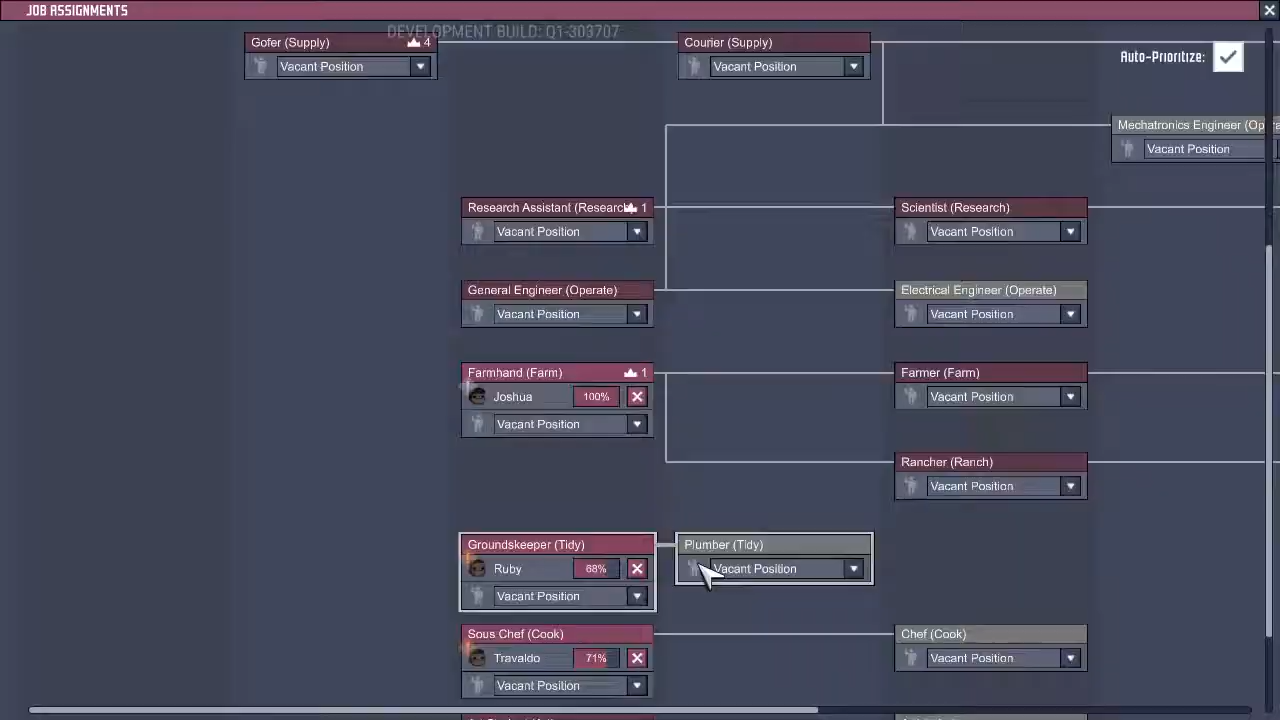 JOB ASSIGNMENTS
DEVELOPMENT BUILD: Q1-303707
Gofer (Supply) 4
Vacant Position
Courier (Supply)
Vacant Position
Auto-Prioritize:
Mechatronics Engineer (Opera
Vacant Position
Research Assistant (Research 1
Vacant Position
Scientist (Research)
Vacant Position
General Engineer (Operate)
Vacant Position
Electrical Engineer (Operate)
Vacant Position
Farmhand (Farm) 1
Joshua 100%
Vacant Position
Farmer (Farm)
Vacant Position
Rancher (Ranch)
Vacant Position
Groundskeeper (Tidy)
Ruby 68%
Vacant Position
Plumber (Tidy)
Vacant Position
Sous Chef (Cook)
Travaldo 71%
Vacant Position
Chef (Cook)
Vacant Position